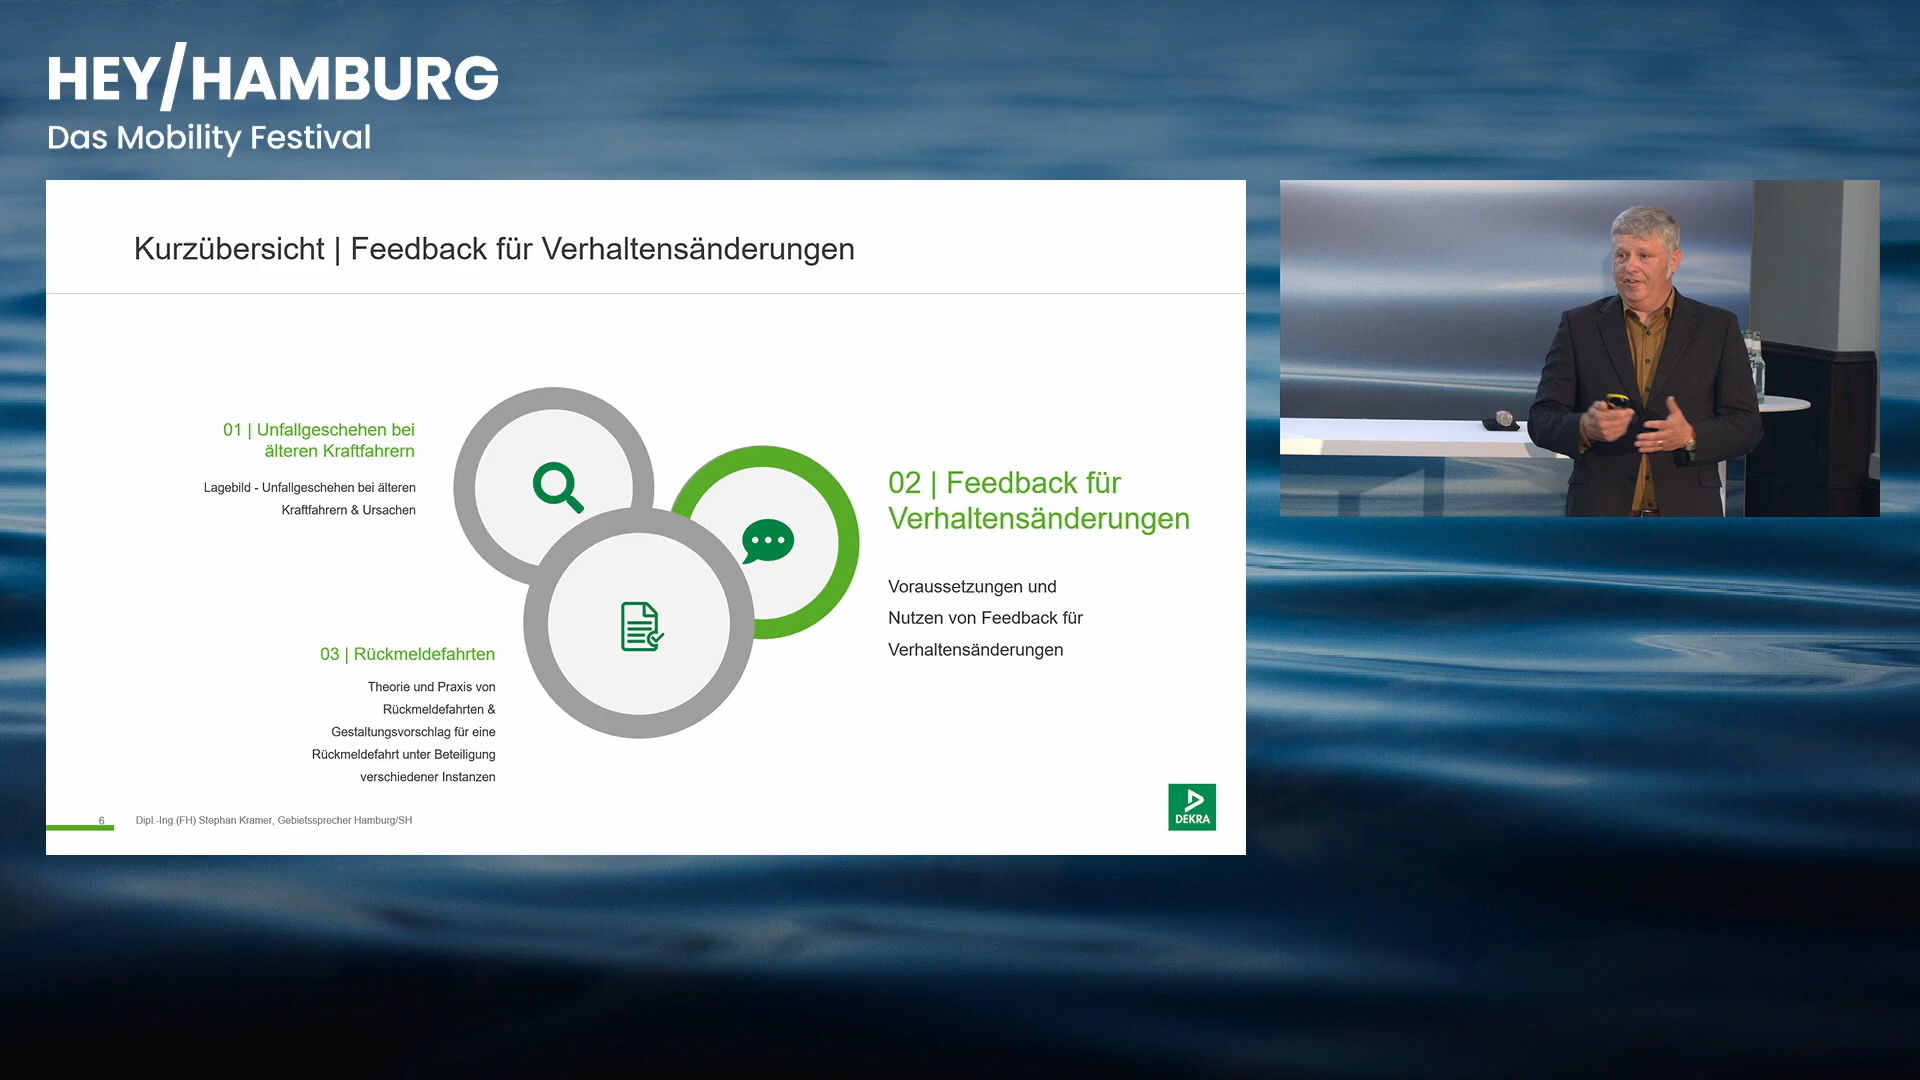 HEY/HAMBURG
Das Mobility Festival
Kurzübersicht | Feedback für Verhaltensänderungen
01 | Unfallgeschehen bei
älteren Kraftfahrern
Lagebild - Unfallgeschehen bei älteren
Kraftfahrern & Ursachen
02 | Feedback für
Verhaltensänderungen
Voraussetzungen und
Nutzen von Feedback für
Verhaltensänderungen
03 | Rückmeldefahrten
Theorie und Praxis von
Rückmeldefahrten &
Gestaltungsvorschlag für eine
Rückmeldefahrt unter Beteiligung
verschiedener Instanzen
6
Dipl.-Ing.(FH) Stephan Kramer, Gebietssprecher Hamburg/SH
DEKRA